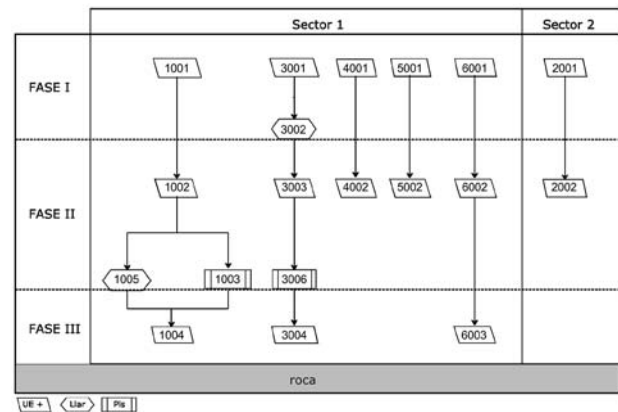 Sector 1 Sector 2
FASE I
1001 3001 4001 5001 6001 2001
3002
FASE II
1002 3003 4002 5002 6002 2002
1005 1003 3006
FASE III
1004 3004 6003
roca
UE + Llar Pis